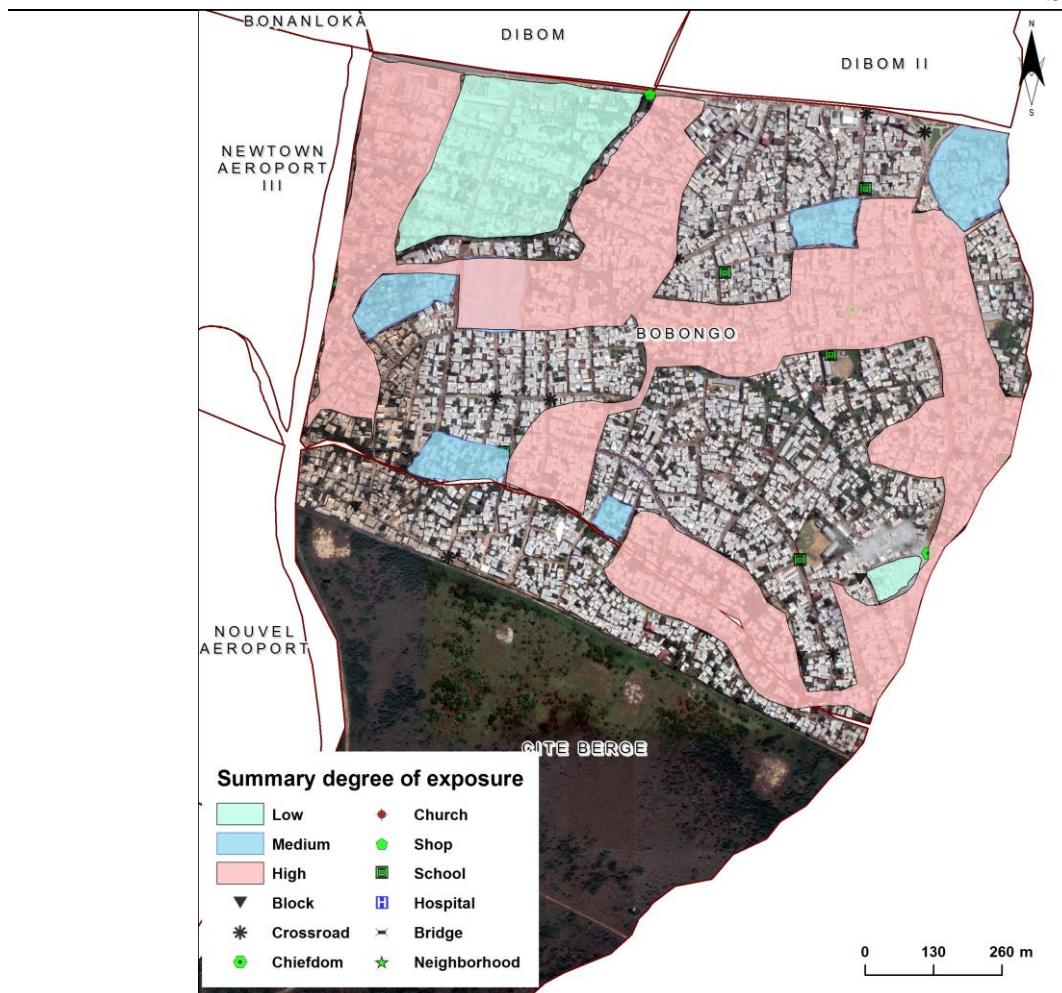 BONANLOKA
DIBOM
DIBOM II
N
S
NEWTOWN
AEROPORT
III
BOBONGO
NOUVEL
AEROPORT
CITE BERGE
Summary degree of exposure
Low
Medium
High
Block
Crossroad
Chiefdom
Church
Shop
School
H
Hospital
Bridge
Neighborhood
0 130 260 m